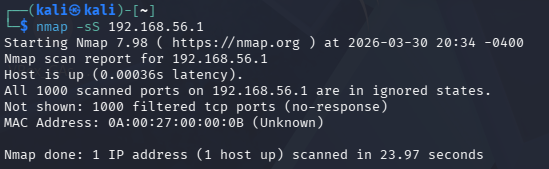 ┌──(kali㉿kali)-[~]
└─$ nmap -sS 192.168.56.1
Starting Nmap 7.98 ( https://nmap.org ) at 2026-03-30 20:34 -0400
Nmap scan report for 192.168.56.1
Host is up (0.00036s latency).
All 1000 scanned ports on 192.168.56.1 are in ignored states.
Not shown: 1000 filtered tcp ports (no-response)
MAC Address: 0A:00:27:00:00:0B (Unknown)
Nmap done: 1 IP address (1 host up) scanned in 23.97 seconds